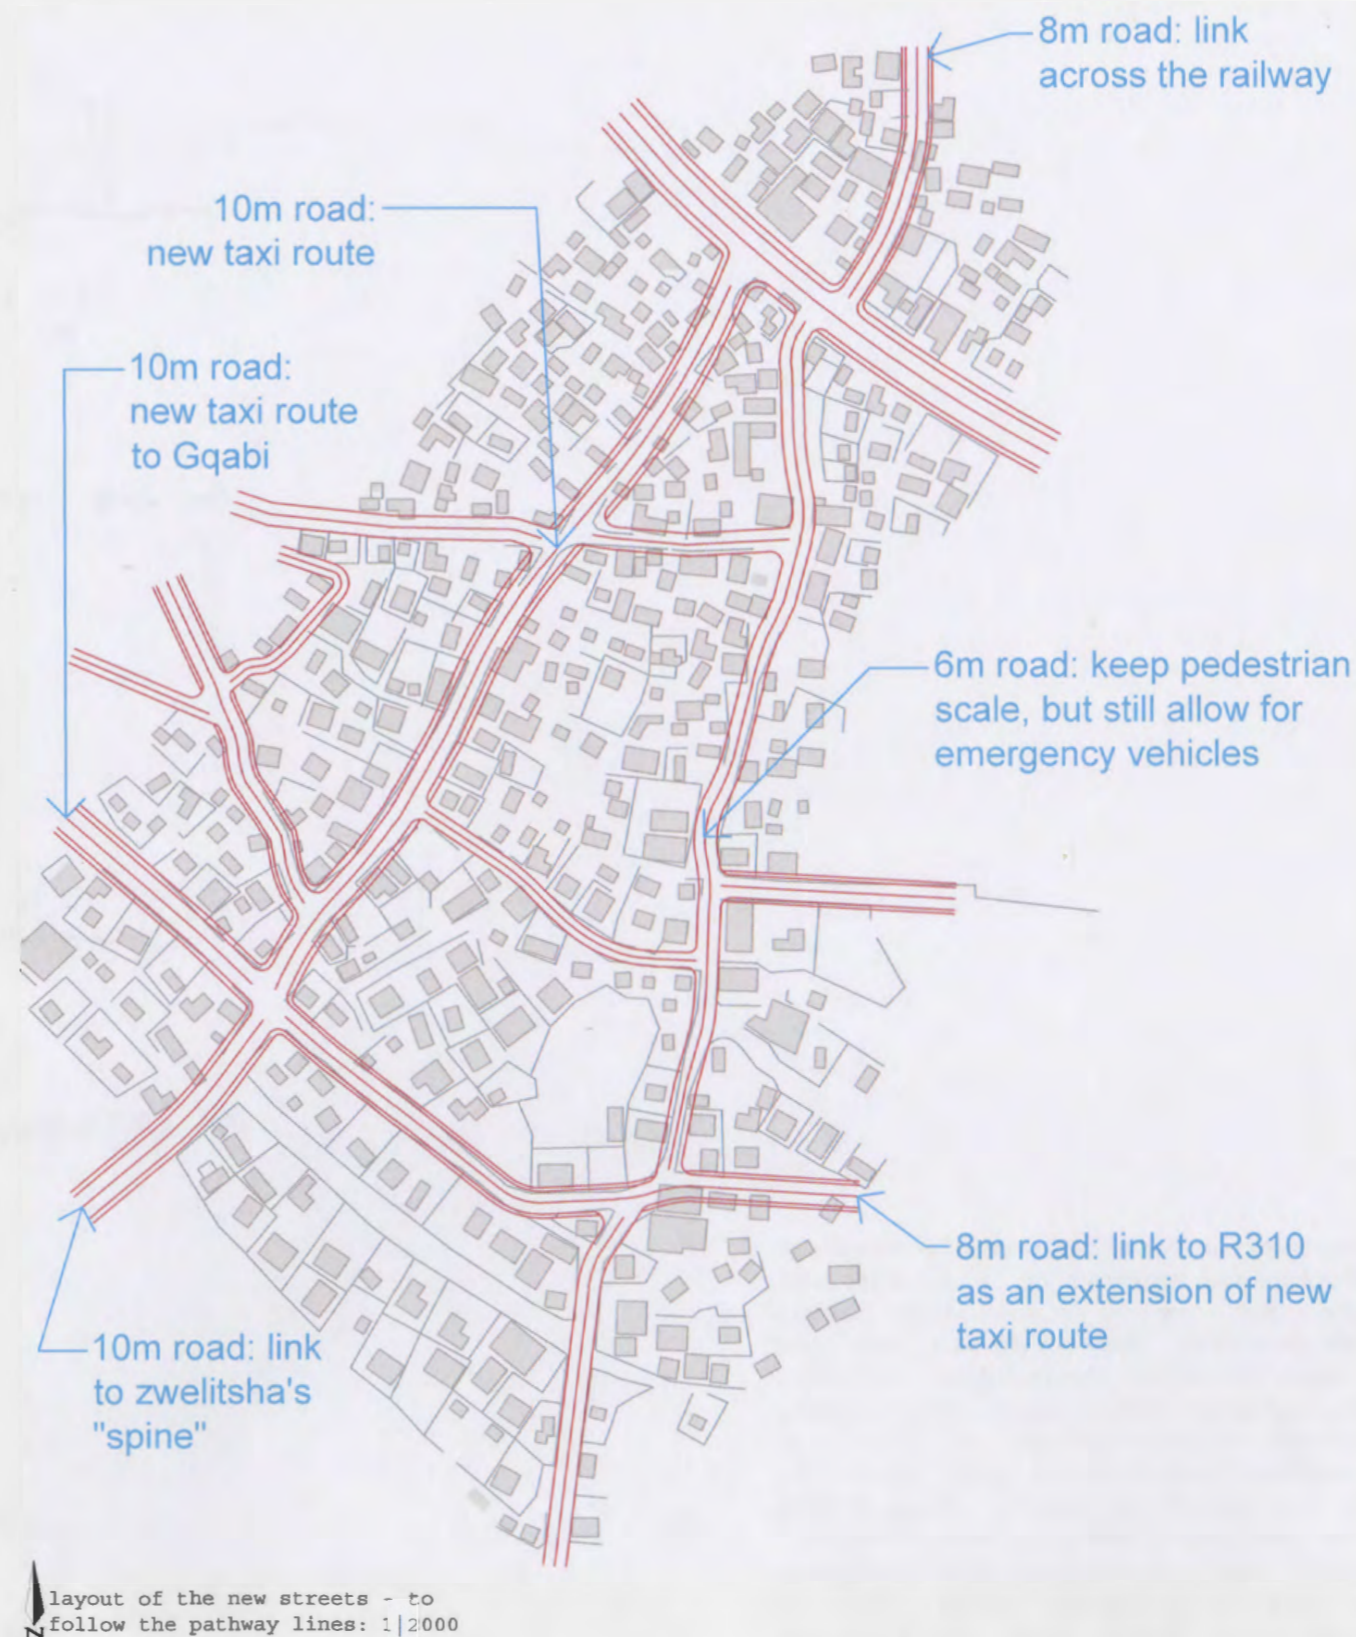 8m road: link
across the railway
10m road:
new taxi route
10m road:
new taxi route
to Gqabi
6m road: keep pedestrian
scale, but still allow for
emergency vehicles
8m road: link to R310
as an extension of new
taxi route
10m road: link
to zwelitsha's
"spine"
layout of the new streets - to
follow the pathway lines: 1|2000
N